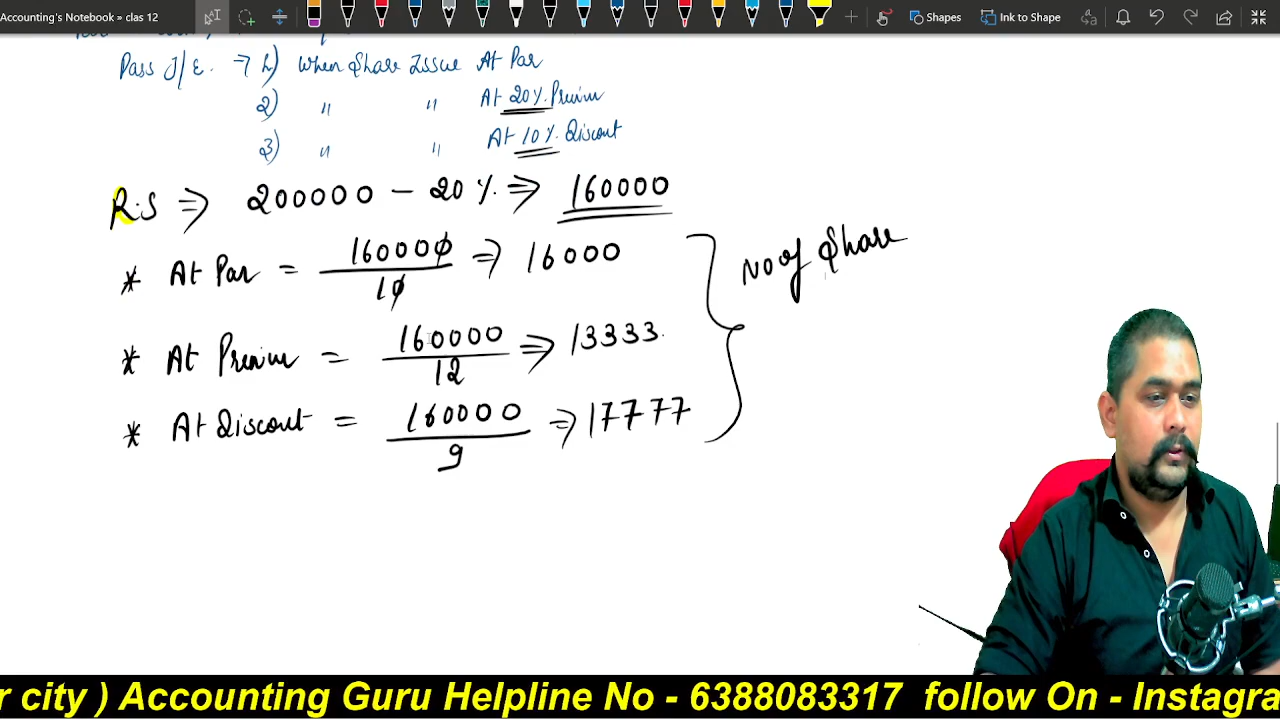 Accounting's Notebook » clas 12
Shapes
Ink to Shape
Pass J/E. → 1) When Share Issue At Par
2) " " At 20% Premium
3) " " At 10% Discout
R.S ⇒ 200000 - 20% ⇒ 160000
* At Par = 160000/10 ⇒ 16000
No of Share
* At Premium = 160000/12 ⇒ 13333.
* At Discout = 160000/9 ⇒ 17777
r city ) Accounting Guru Helpline No - 6388083317 follow On - Instagra